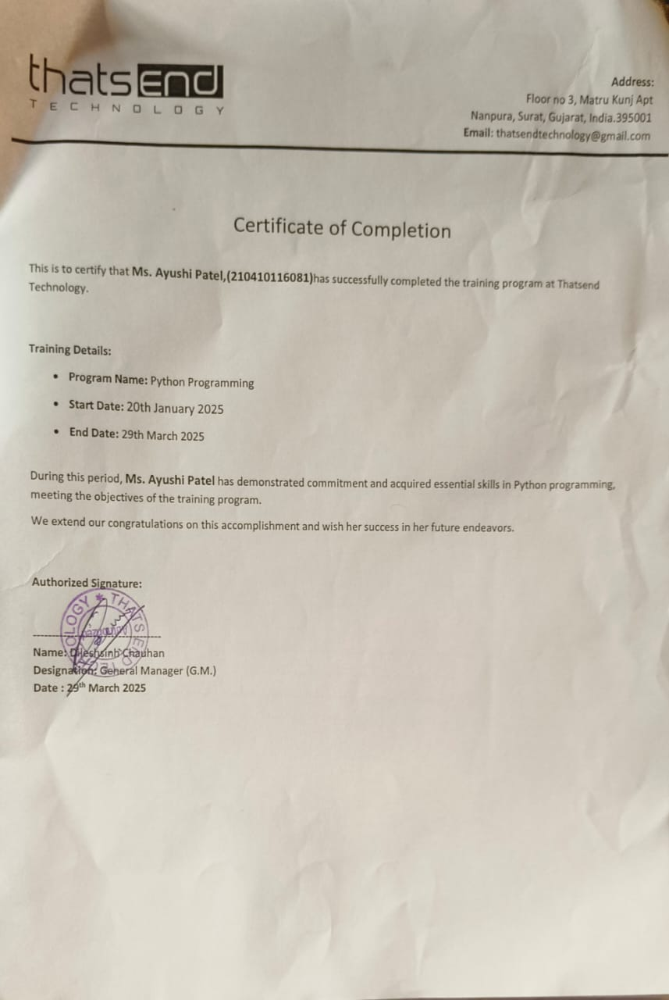 thatsend
TECHNOLOGY
Address:
Floor no 3, Matru Kunj Apt
Nanpura, Surat, Gujarat, India.395001
Email: thatsendtechnology@gmail.com
Certificate of Completion
This is to certify that Ms. Ayushi Patel,(210410116081)has successfully completed the training program at Thatsend
Technology.
Training Details:
• Program Name: Python Programming
• Start Date: 20th January 2025
• End Date: 29th March 2025
During this period, Ms. Ayushi Patel has demonstrated commitment and acquired essential skills in Python programming,
meeting the objectives of the training program.
We extend our congratulations on this accomplishment and wish her success in her future endeavors.
Authorized Signature:
THATS END
Name: Chauhan
Designation: General Manager (G.M.)
Date : 29th March 2025